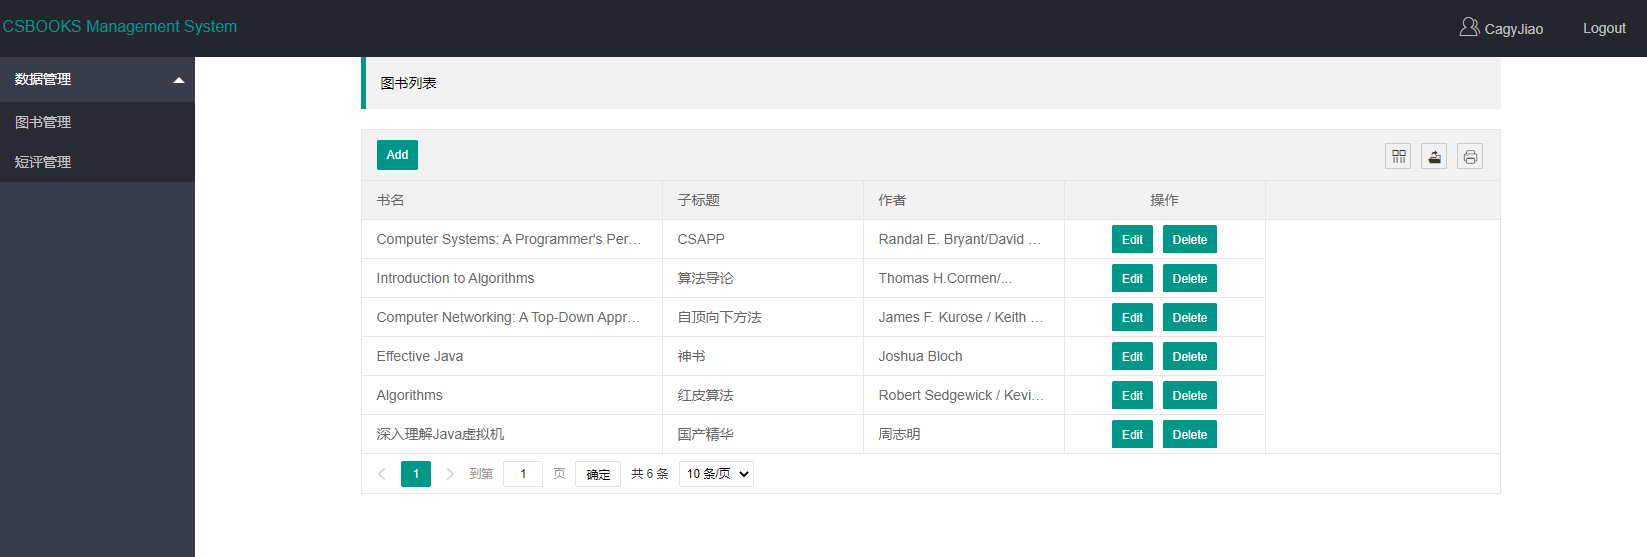 CSBOOKS Management System
CagyJiao Logout
数据管理
图书管理
短评管理
图书列表
Add
书名 子标题 作者 操作
Computer Systems: A Programmer's Per... CSAPP Randal E. Bryant/David ... Edit Delete
Introduction to Algorithms 算法导论 Thomas H.Cormen/... Edit Delete
Computer Networking: A Top-Down Appr... 自顶向下方法 James F. Kurose / Keith ... Edit Delete
Effective Java 神书 Joshua Bloch Edit Delete
Algorithms 红皮算法 Robert Sedgewick / Kevi... Edit Delete
深入理解Java虚拟机 国产精华 周志明 Edit Delete
1 到第 1 页 确定 共 6 条 10 条/页